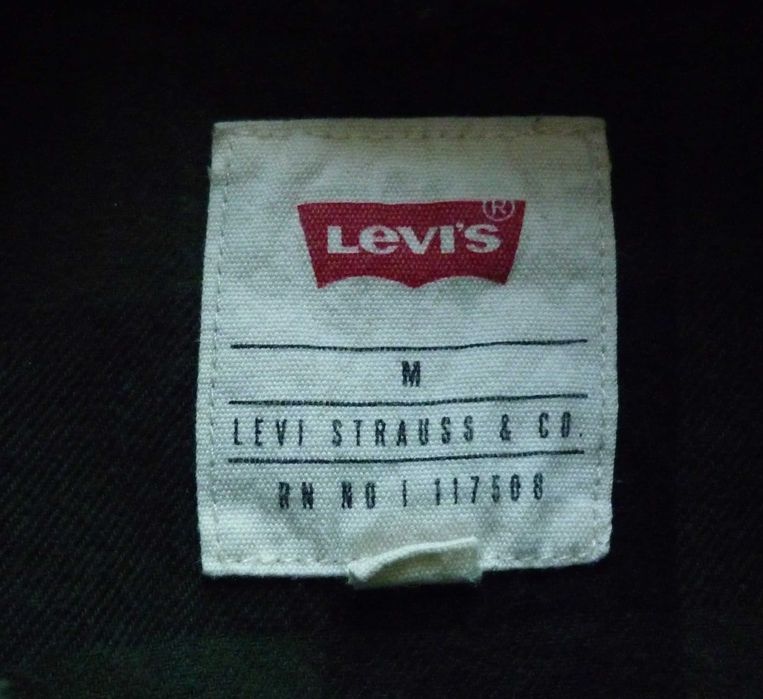 LEVI'S ®
M
LEVI STRAUSS & CO.
RN NO I 117508